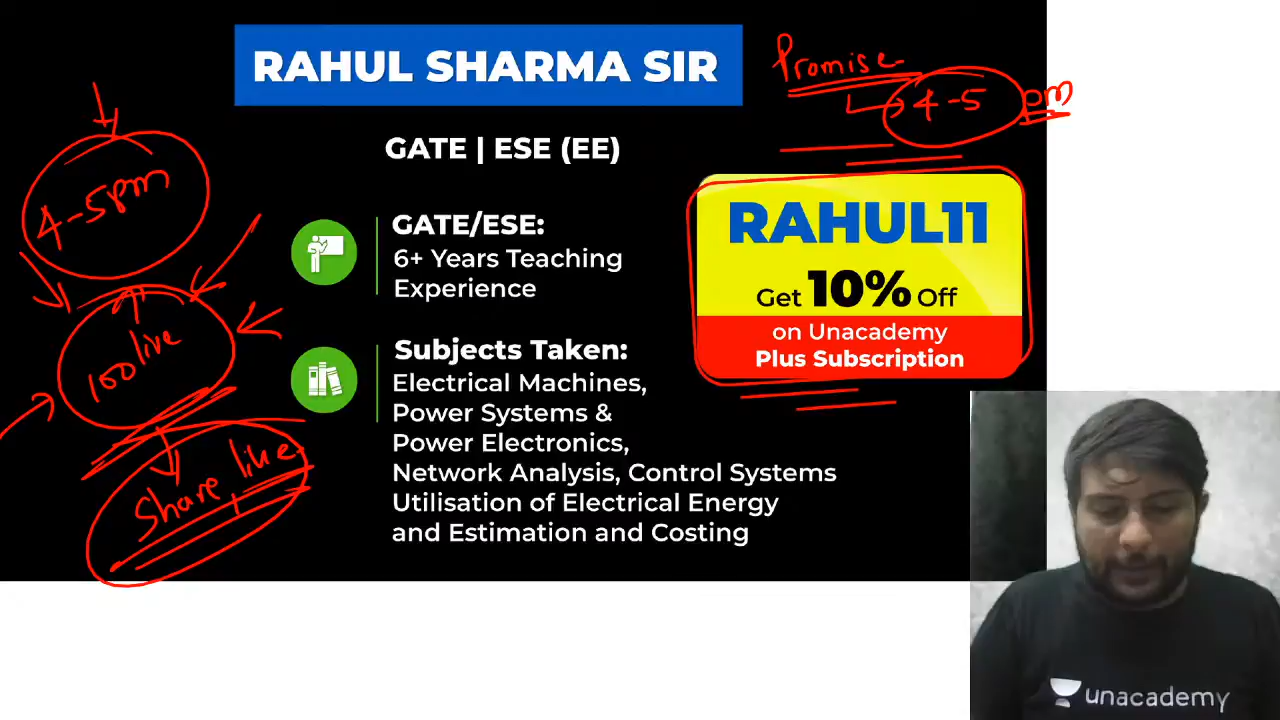 RAHUL SHARMA SIR
Promise
4-5 pm
GATE | ESE (EE)
4-5pm
RAHUL11
Get 10% Off
on Unacademy
Plus Subscription
GATE/ESE:
6+ Years Teaching
Experience
100 live
Subjects Taken:
Electrical Machines,
Power Systems &
Power Electronics,
Network Analysis, Control Systems
Utilisation of Electrical Energy
and Estimation and Costing
Share, like
unacademy